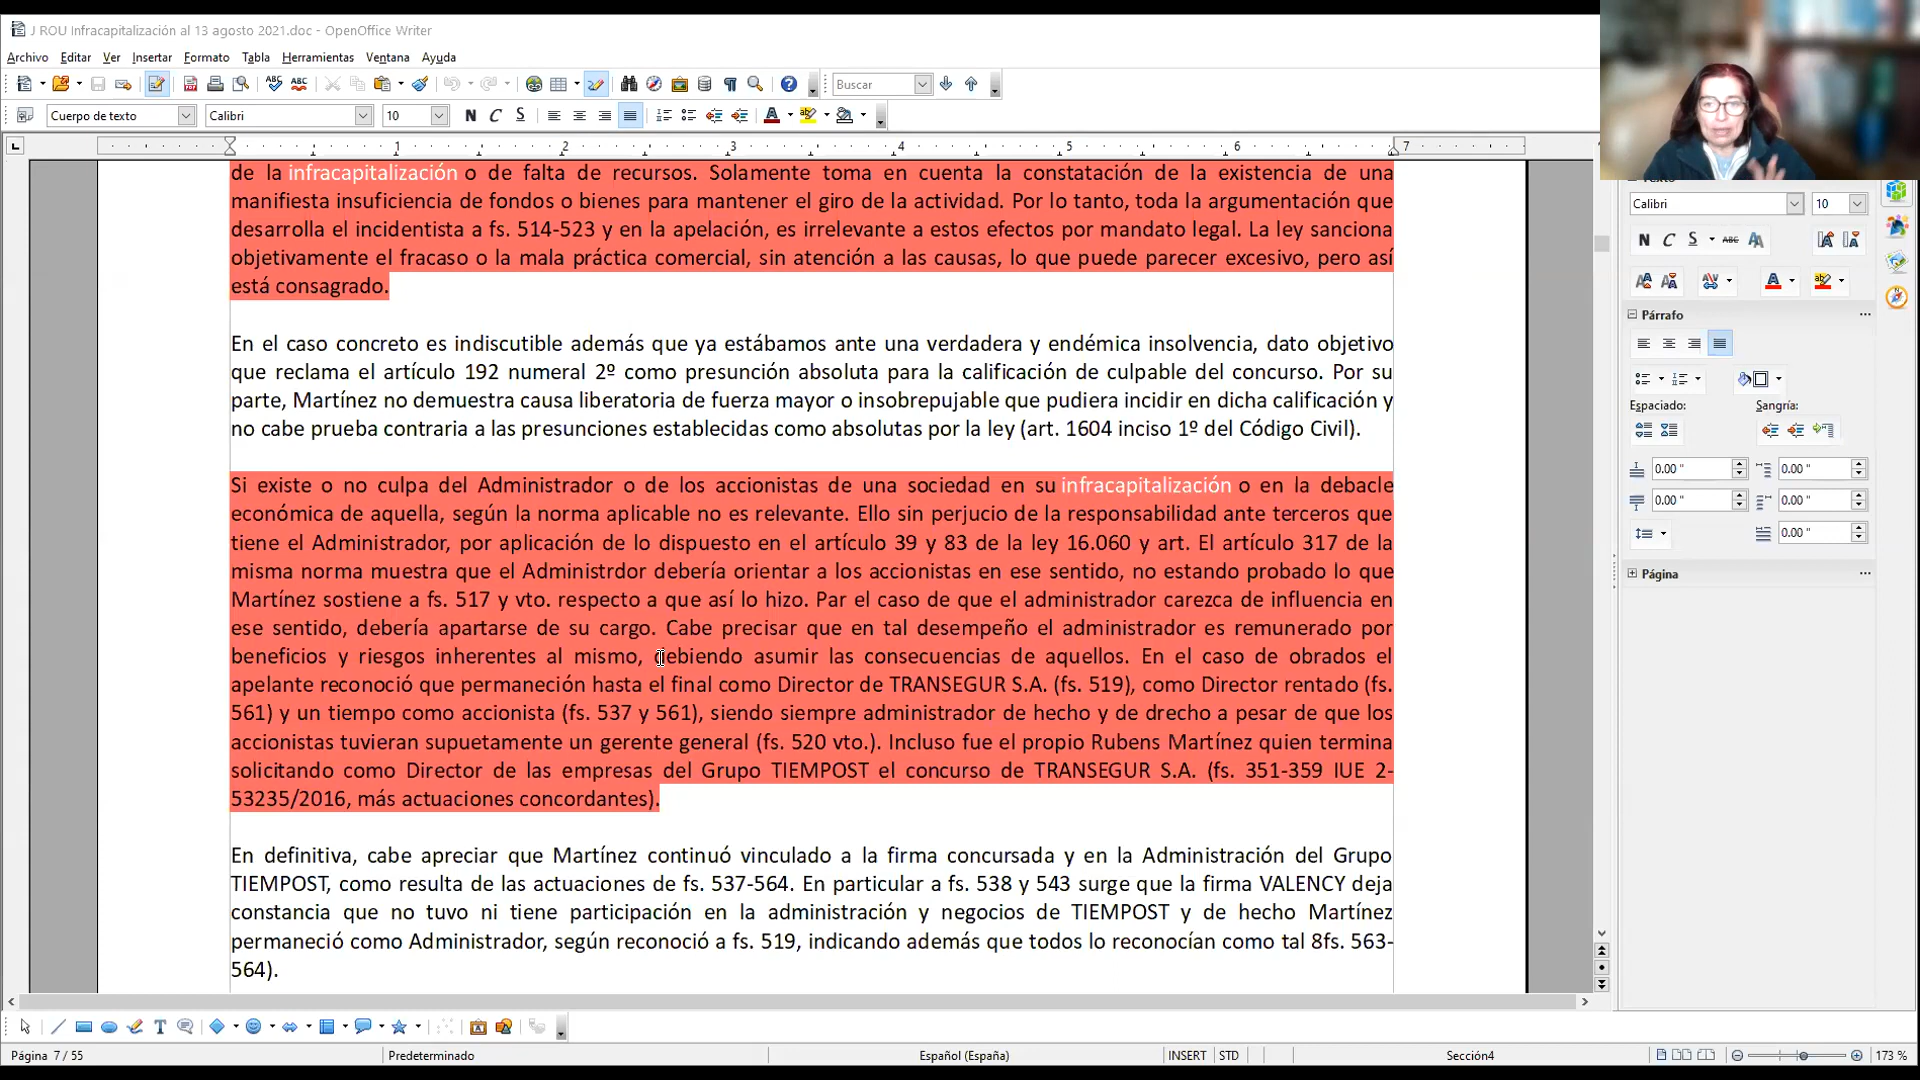 J ROU Infracapitalización al 13 agosto 2021.doc - OpenOffice Writer
Archivo Editar Ver Insertar Formato Tabla Herramientas Ventana Ayuda
Buscar
Cuerpo de texto Calibri 10 N C S
1 2 3 4 5 6 7
de la infracapitalización o de falta de recursos. Solamente toma en cuenta la constatación de la existencia de una
manifiesta insuficiencia de fondos o bienes para mantener el giro de la actividad. Por lo tanto, toda la argumentación que
desarrolla el incidentista a fs. 514-523 y en la apelación, es irrelevante a estos efectos por mandato legal. La ley sanciona
objetivamente el fracaso o la mala práctica comercial, sin atención a las causas, lo que puede parecer excesivo, pero así
está consagrado.
En el caso concreto es indiscutible además que ya estábamos ante una verdadera y endémica insolvencia, dato objetivo
que reclama el artículo 192 numeral 2º como presunción absoluta para la calificación de culpable del concurso. Por su
parte, Martínez no demuestra causa liberatoria de fuerza mayor o insobrepujable que pudiera incidir en dicha calificación y
no cabe prueba contraria a las presunciones establecidas como absolutas por la ley (art. 1604 inciso 1º del Código Civil).
Si existe o no culpa del Administrador o de los accionistas de una sociedad en su infracapitalización o en la debacle
económica de aquella, según la norma aplicable no es relevante. Ello sin perjucio de la responsabilidad ante terceros que
tiene el Administrador, por aplicación de lo dispuesto en el artículo 39 y 83 de la ley 16.060 y art. El artículo 317 de la
misma norma muestra que el Administrdor debería orientar a los accionistas en ese sentido, no estando probado lo que
Martínez sostiene a fs. 517 y vto. respecto a que así lo hizo. Par el caso de que el administrador carezca de influencia en
ese sentido, debería apartarse de su cargo. Cabe precisar que en tal desempeño el administrador es remunerado por
beneficios y riesgos inherentes al mismo, debiendo asumir las consecuencias de aquellos. En el caso de obrados el
apelante reconoció que permaneción hasta el final como Director de TRANSEGUR S.A. (fs. 519), como Director rentado (fs.
561) y un tiempo como accionista (fs. 537 y 561), siendo siempre administrador de hecho y de drecho a pesar de que los
accionistas tuvieran supuetamente un gerente general (fs. 520 vto.). Incluso fue el propio Rubens Martínez quien termina
solicitando como Director de las empresas del Grupo TIEMPOST el concurso de TRANSEGUR S.A. (fs. 351-359 IUE 2-
53235/2016, más actuaciones concordantes).
En definitiva, cabe apreciar que Martínez continuó vinculado a la firma concursada y en la Administración del Grupo
TIEMPOST, como resulta de las actuaciones de fs. 537-564. En particular a fs. 538 y 543 surge que la firma VALENCY deja
constancia que no tuvo ni tiene participación en la administración y negocios de TIEMPOST y de hecho Martínez
permaneció como Administrador, según reconoció a fs. 519, indicando además que todos lo reconocían como tal 8fs. 563-
564).
Calibri 10
N C S ABC
Párrafo
Espaciado: Sangría:
0.00 " 0.00 "
0.00 " 0.00 "
0.00 "
Página
Página 7 / 55 Predeterminado Español (España) INSERT STD Sección4 173 %